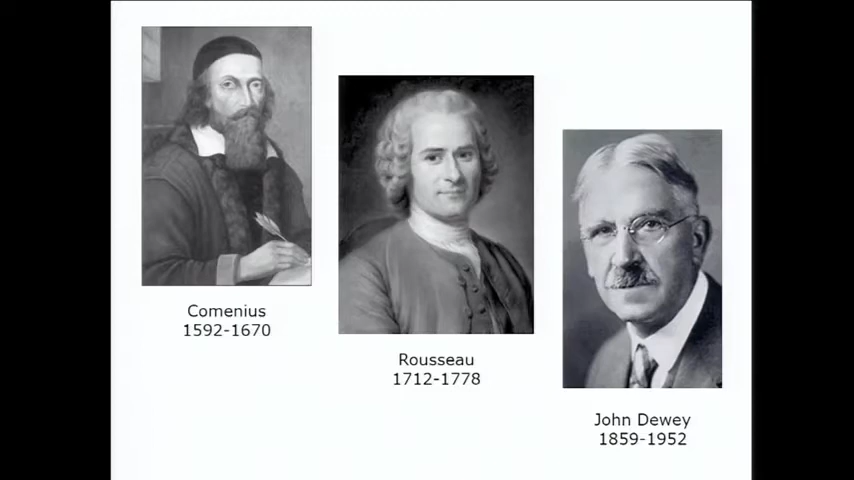 Comenius
1592-1670
Rousseau
1712-1778
John Dewey
1859-1952